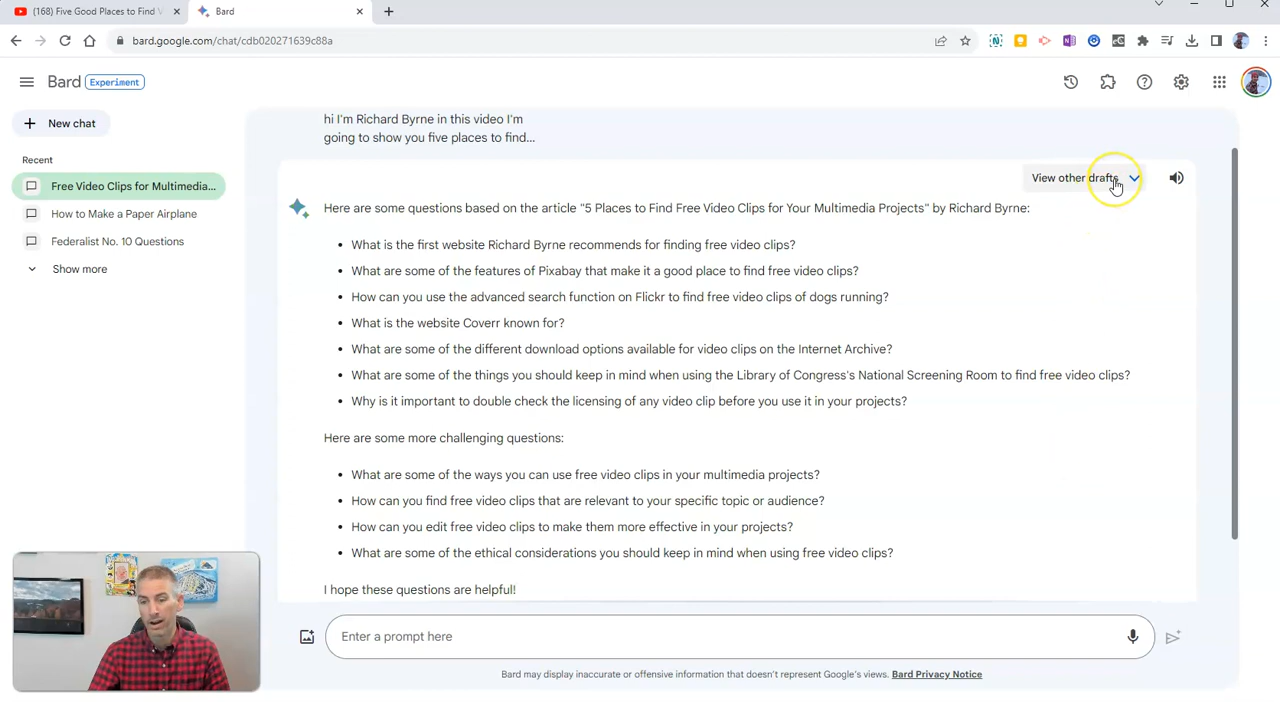 (168) Five Good Places to Find V
Bard
bard.google.com/chat/cdb020271639c88a
Bard Experiment
New chat
Recent
Free Video Clips for Multimedia...
How to Make a Paper Airplane
Federalist No. 10 Questions
Show more
hi I'm Richard Byrne in this video I'm
going to show you five places to find...
View other drafts
Here are some questions based on the article "5 Places to Find Free Video Clips for Your Multimedia Projects" by Richard Byrne:
• What is the first website Richard Byrne recommends for finding free video clips?
• What are some of the features of Pixabay that make it a good place to find free video clips?
• How can you use the advanced search function on Flickr to find free video clips of dogs running?
• What is the website Coverr known for?
• What are some of the different download options available for video clips on the Internet Archive?
• What are some of the things you should keep in mind when using the Library of Congress's National Screening Room to find free video clips?
• Why is it important to double check the licensing of any video clip before you use it in your projects?
Here are some more challenging questions:
• What are some of the ways you can use free video clips in your multimedia projects?
• How can you find free video clips that are relevant to your specific topic or audience?
• How can you edit free video clips to make them more effective in your projects?
• What are some of the ethical considerations you should keep in mind when using free video clips?
I hope these questions are helpful!
Enter a prompt here
Bard may display inaccurate or offensive information that doesn't represent Google's views. Bard Privacy Notice